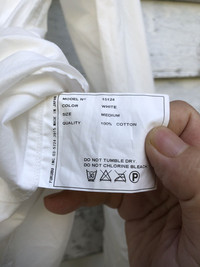 MODEL Nº
COLOR WHITE
SIZE MEDIUM
QUALITY 100% COTTON
DO NOT TUMBLE DRY
DO NOT CHLORINE BLEACH
P